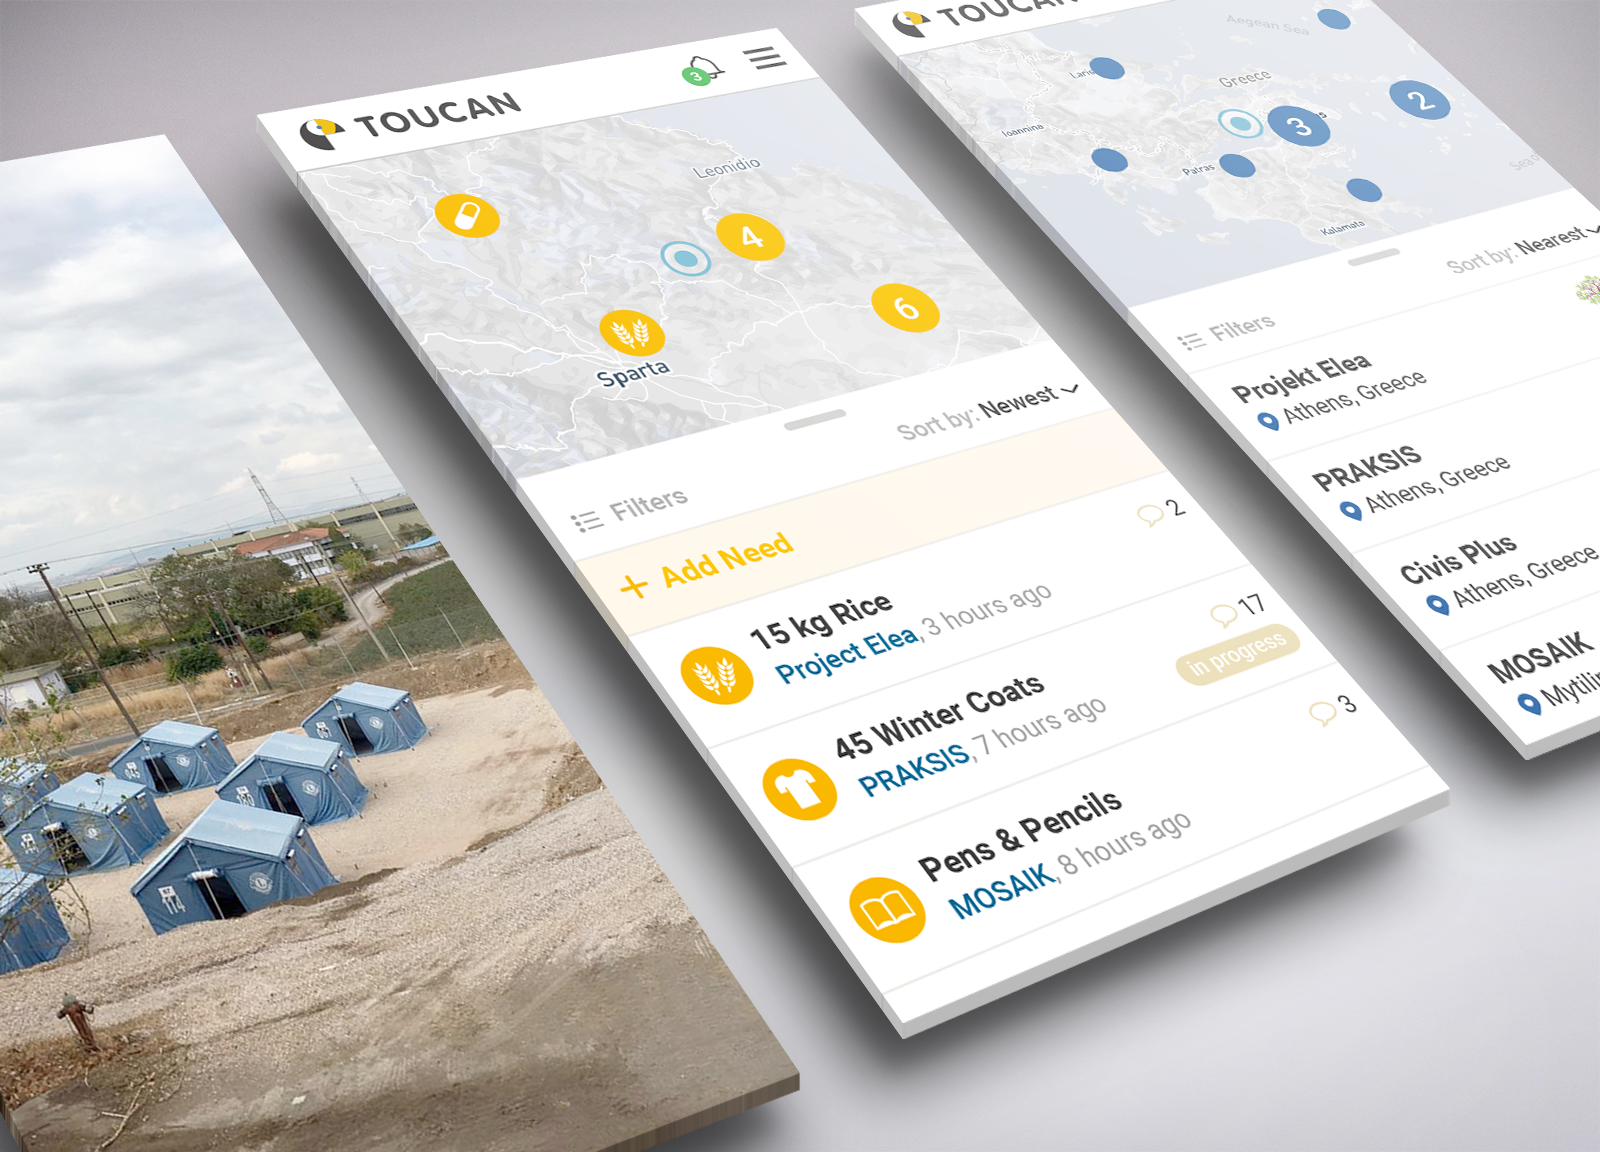 TOUCAN
3
Leonidio
4
6
Sparta
Sort by: Newest
Filters
+ Add Need
15 kg Rice
Project Elea, 3 hours ago
2
45 Winter Coats
PRAKSIS, 7 hours ago
17
in progress
Pens & Pencils
MOSAIK, 8 hours ago
3
TOUCAN
Aegean Sea
Greece
Ioannina
3
2
Patras
Sea o
Kalamata
Sort by: Nearest
Filters
Projekt Elea
Athens, Greece
PRAKSIS
Athens, Greece
Civis Plus
Athens, Greece
MOSAIK
114